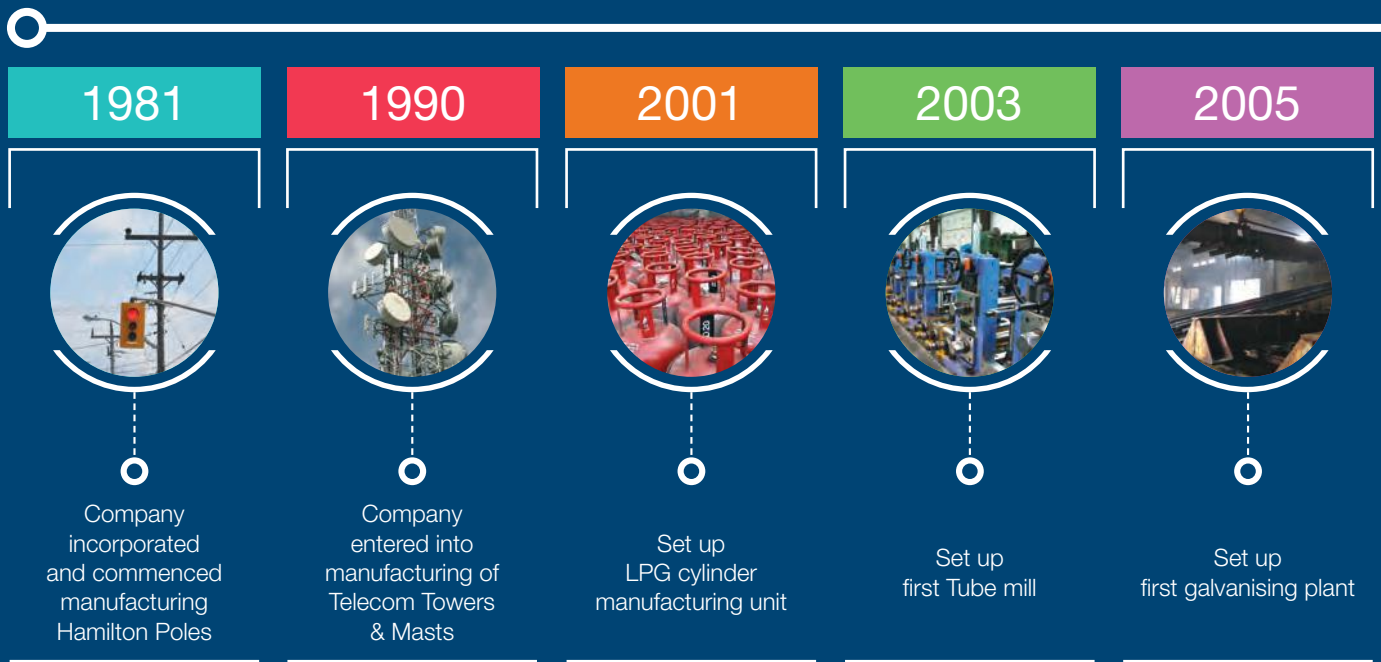 1981
1990
2001
2003
2005
Company
incorporated
and commenced
manufacturing
Hamilton Poles
Company
entered into
manufacturing of
Telecom Towers
& Masts
Set up
LPG cylinder
manufacturing unit
Set up
first Tube mill
Set up
first galvanising plant